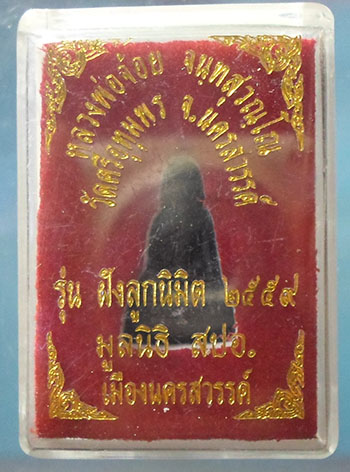 หลวงพ่อจ้อย จนฺทสุวณฺโณ
วัดศรีอุทุมพร จ.นครสวรรค์
รุ่น ฝังลูกนิมิต ๒๕๕๙
มูลนิธิ สปอ.
เมืองนครสวรรค์